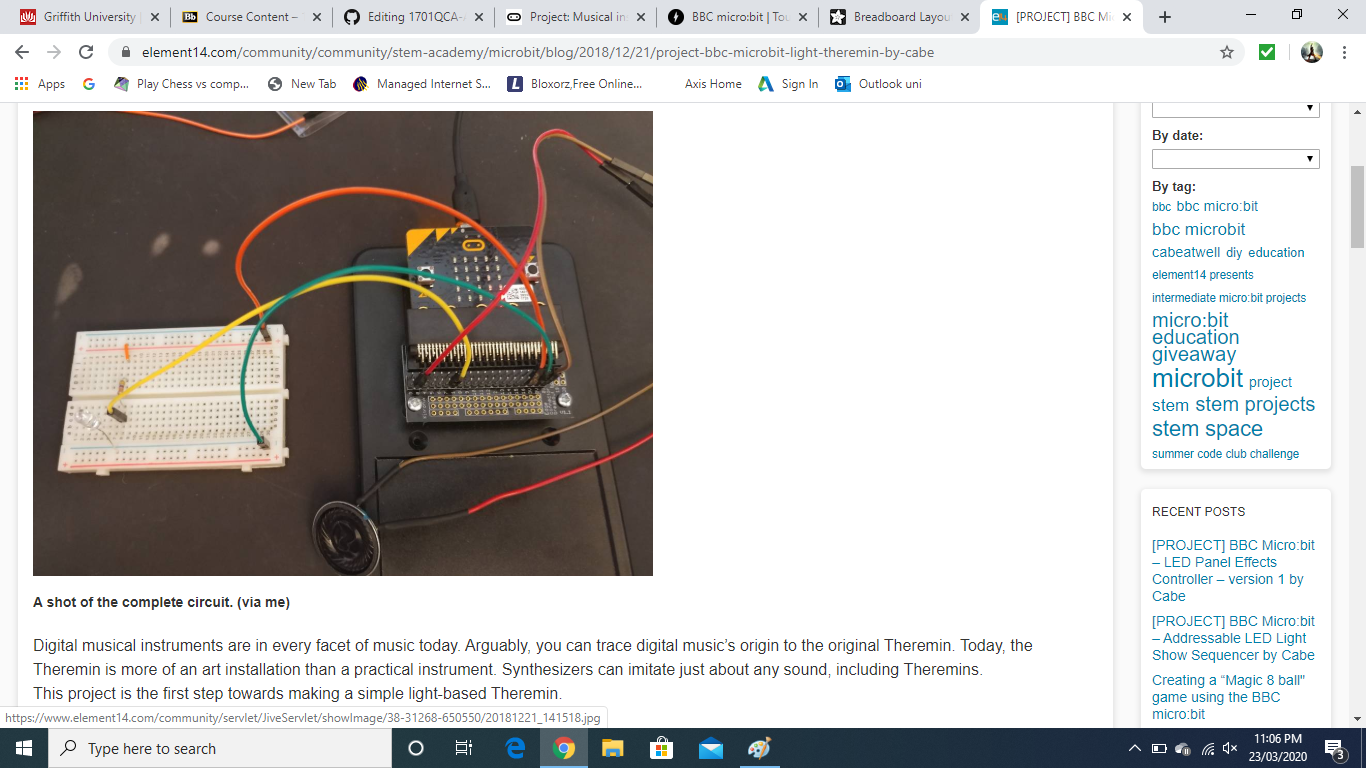 Griffith University |
Course Content –
Editing 1701QCA-
Project: Musical in
BBC micro:bit | Tou
Breadboard Layou
[PROJECT] BBC Mi
element14.com/community/community/stem-academy/microbit/blog/2018/12/21/project-bbc-microbit-light-theremin-by-cabe
Apps
Play Chess vs comp...
New Tab
Managed Internet S...
Bloxorz,Free Online...
Axis Home
Sign In
Outlook uni
By date:
By tag:
bbc bbc micro:bit
bbc microbit
cabeatwell diy education
element14 presents
intermediate micro:bit projects
micro:bit
education
giveaway
microbit project
stem stem projects
stem space
summer code club challenge
RECENT POSTS
[PROJECT] BBC Micro:bit
– LED Panel Effects
Controller – version 1 by
Cabe
[PROJECT] BBC Micro:bit
– Addressable LED Light
Show Sequencer by Cabe
Creating a “Magic 8 ball"
game using the BBC
micro:bit
A shot of the complete circuit. (via me)
Digital musical instruments are in every facet of music today. Arguably, you can trace digital music’s origin to the original Theremin. Today, the
Theremin is more of an art installation than a practical instrument. Synthesizers can imitate just about any sound, including Theremins.
This project is the first step towards making a simple light-based Theremin.
https://www.element14.com/community/servlet/JiveServlet/showImage/38-31268-650550/20181221_141518.jpg
Type here to search
11:06 PM
23/03/2020
3